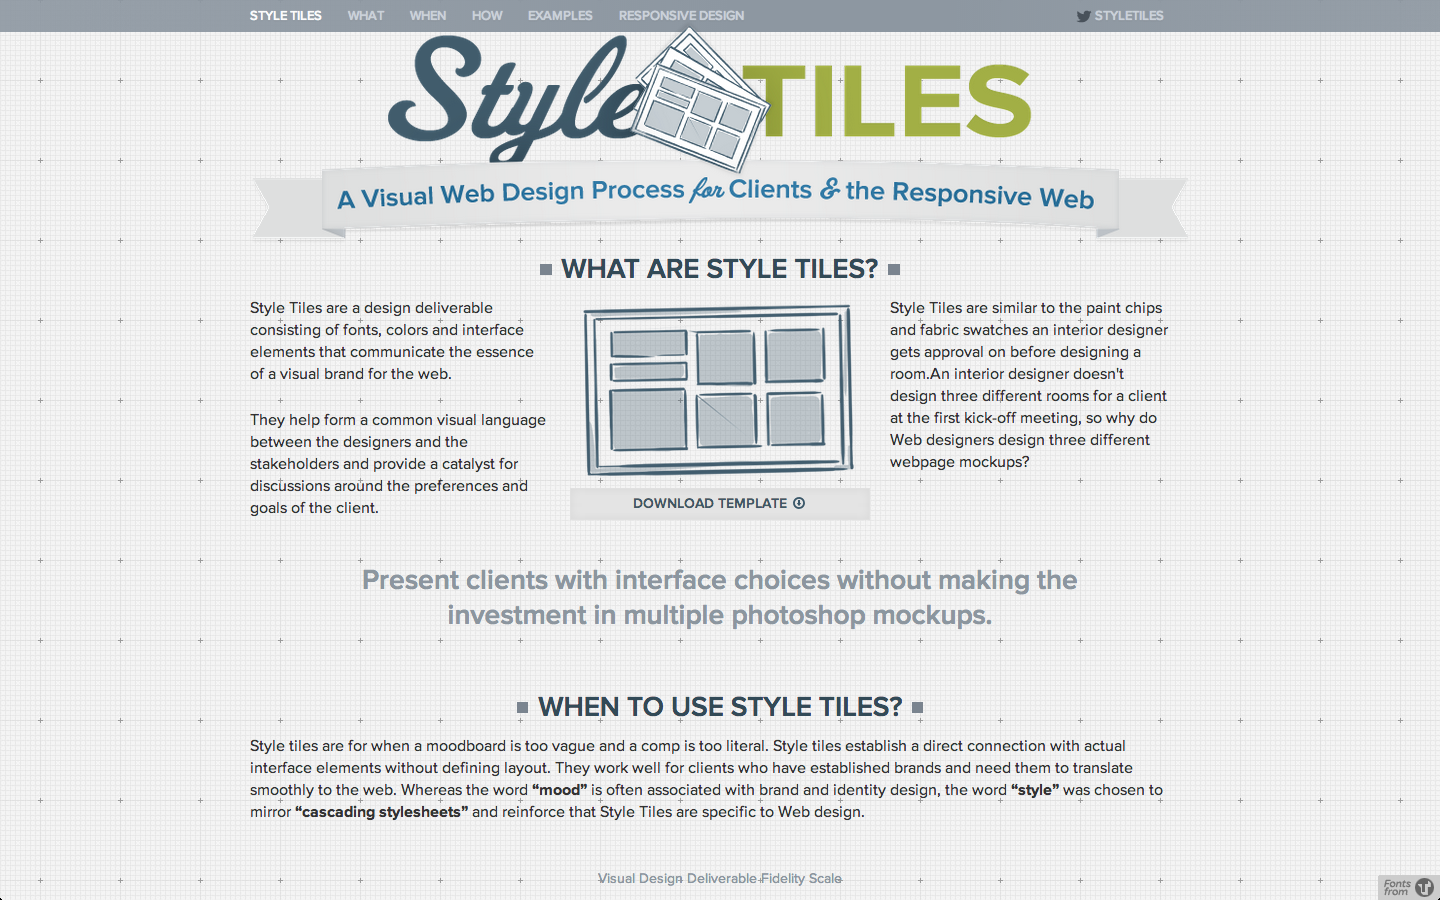 STYLE TILES WHAT WHEN HOW EXAMPLES RESPONSIVE DESIGN STYLETILES
Style TILES
A Visual Web Design Process for Clients & the Responsive Web
WHAT ARE STYLE TILES?
Style Tiles are a design deliverable
consisting of fonts, colors and interface
elements that communicate the essence
of a visual brand for the web.
They help form a common visual language
between the designers and the
stakeholders and provide a catalyst for
discussions around the preferences and
goals of the client.
DOWNLOAD TEMPLATE
Style Tiles are similar to the paint chips
and fabric swatches an interior designer
gets approval on before designing a
room.An interior designer doesn't
design three different rooms for a client
at the first kick-off meeting, so why do
Web designers design three different
webpage mockups?
Present clients with interface choices without making the
investment in multiple photoshop mockups.
WHEN TO USE STYLE TILES?
Style tiles are for when a moodboard is too vague and a comp is too literal. Style tiles establish a direct connection with actual
interface elements without defining layout. They work well for clients who have established brands and need them to translate
smoothly to the web. Whereas the word “mood” is often associated with brand and identity design, the word “style” was chosen to
mirror “cascading stylesheets” and reinforce that Style Tiles are specific to Web design.
Visual Design Deliverable Fidelity Scale
Fonts
from